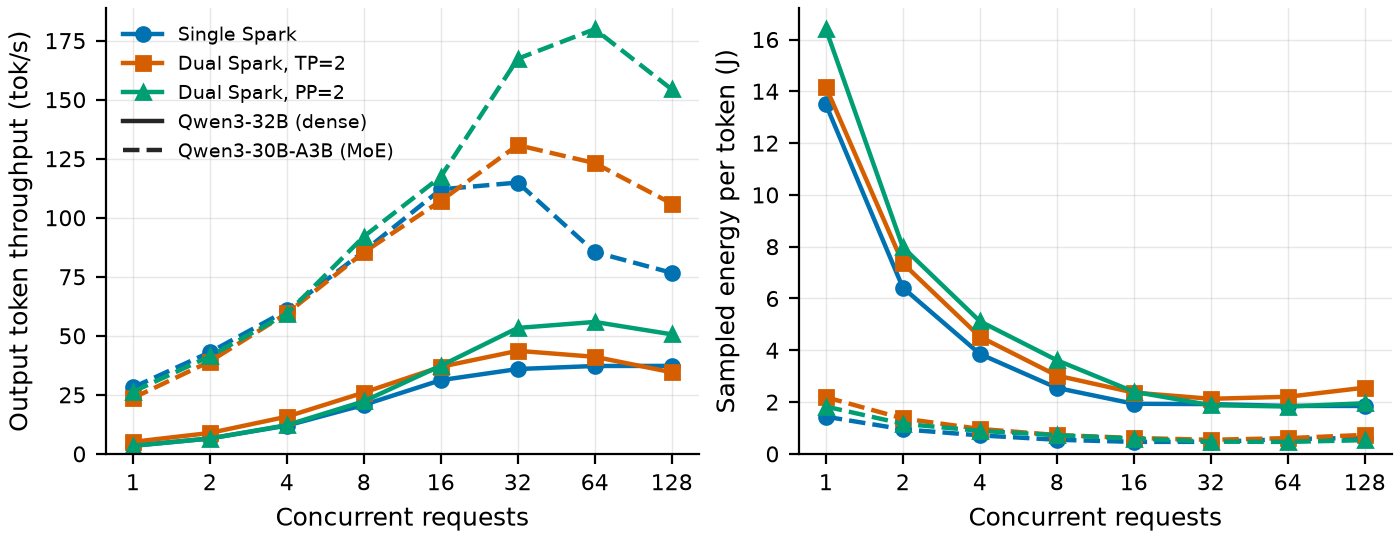 Output token throughput (tok/s)
175
150
125
100
75
50
25
0
Single Spark
Dual Spark, TP=2
Dual Spark, PP=2
Qwen3-32B (dense)
Qwen3-30B-A3B (MoE)
1 2 4 8 16 32 64 128
Concurrent requests
Sampled energy per token (J)
16
14
12
10
8
6
4
2
0
1 2 4 8 16 32 64 128
Concurrent requests